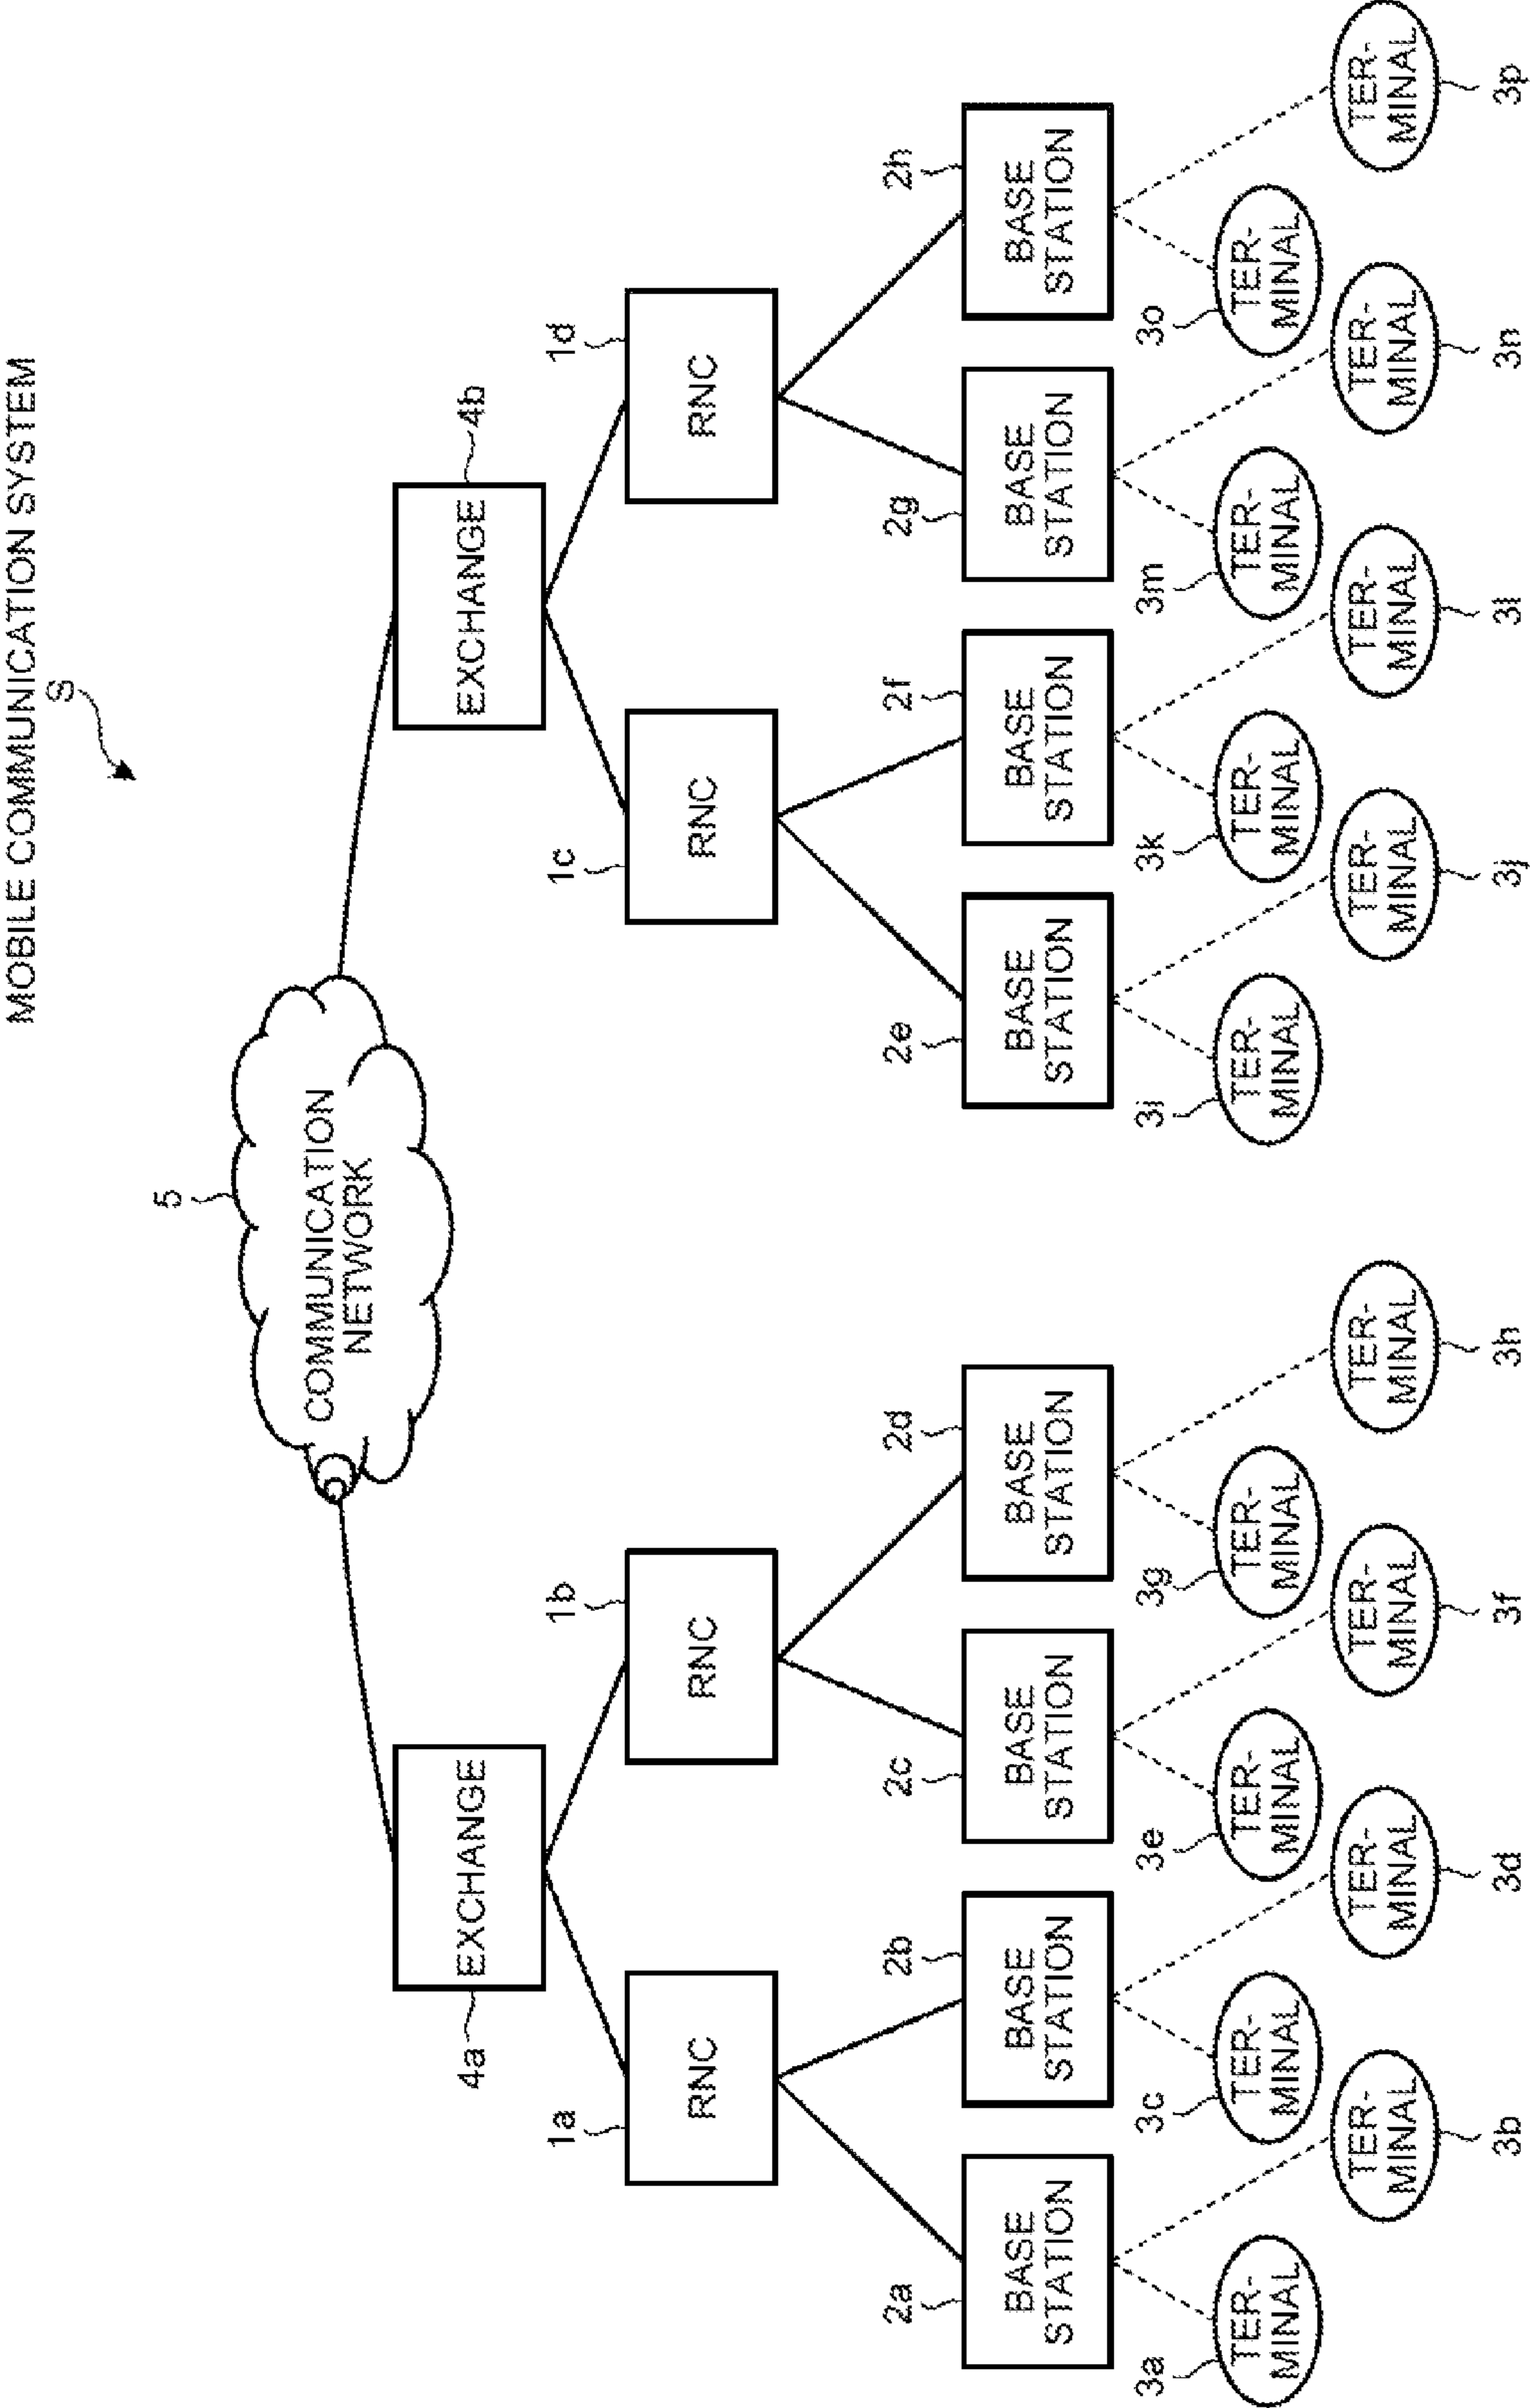 MOBILE COMMUNICATION SYSTEM
S
5
COMMUNICATION
NETWORK
4a
EXCHANGE
EXCHANGE
4b
1a
RNC
1b
RNC
1c
RNC
1d
RNC
2a
BASE
STATION
2b
BASE
STATION
2c
BASE
STATION
2d
BASE
STATION
2e
BASE
STATION
2f
BASE
STATION
2g
BASE
STATION
2h
BASE
STATION
3a
TER-
MINAL
3c
TER-
MINAL
3e
TER-
MINAL
3g
TER-
MINAL
3i
TER-
MINAL
3k
TER-
MINAL
3m
TER-
MINAL
3o
TER-
MINAL
TER-
MINAL
3b
TER-
MINAL
3d
TER-
MINAL
3f
TER-
MINAL
3h
TER-
MINAL
3j
TER-
MINAL
3l
TER-
MINAL
3n
TER-
MINAL
3p